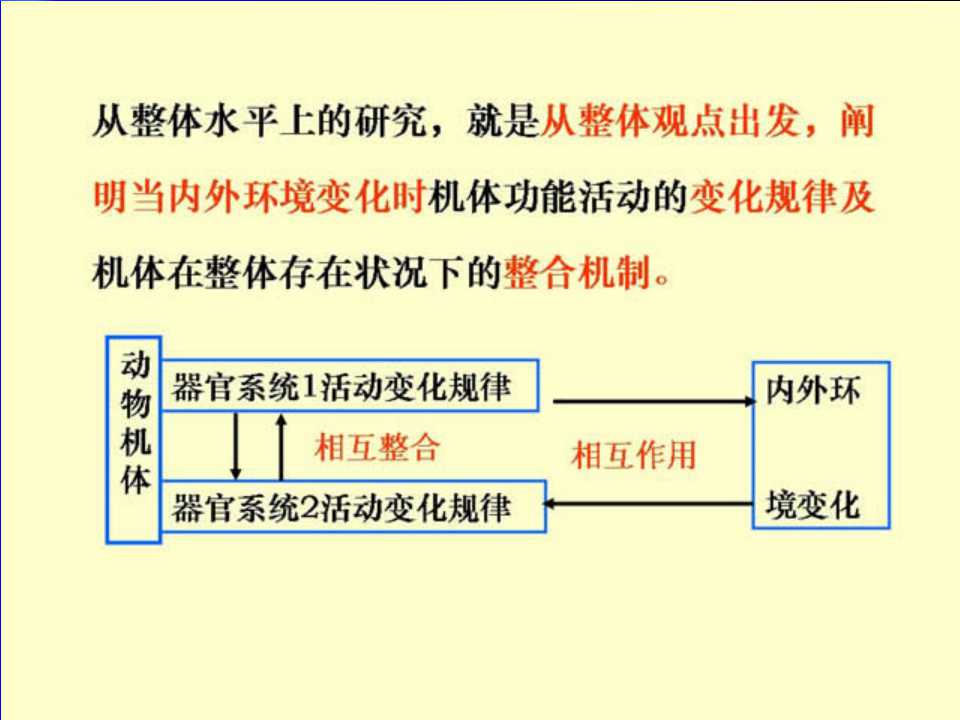 从整体水平上的研究，就是从整体观点出发，阐
明当内外环境变化时机体功能活动的变化规律及
机体在整体存在状况下的整合机制。
动
物
机
体
器官系统1活动变化规律
相互整合
器官系统2活动变化规律
相互作用
内外环
境变化